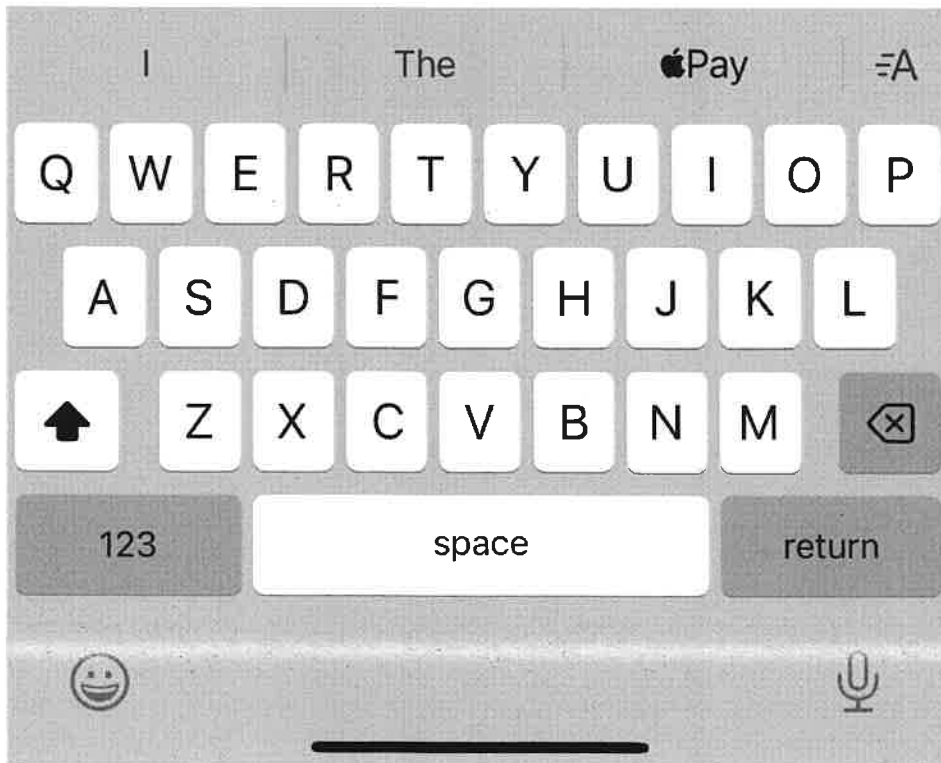 I The Pay A
Q W E R T Y U I O P
A S D F G H J K L
Z X C V B N M
123 space return